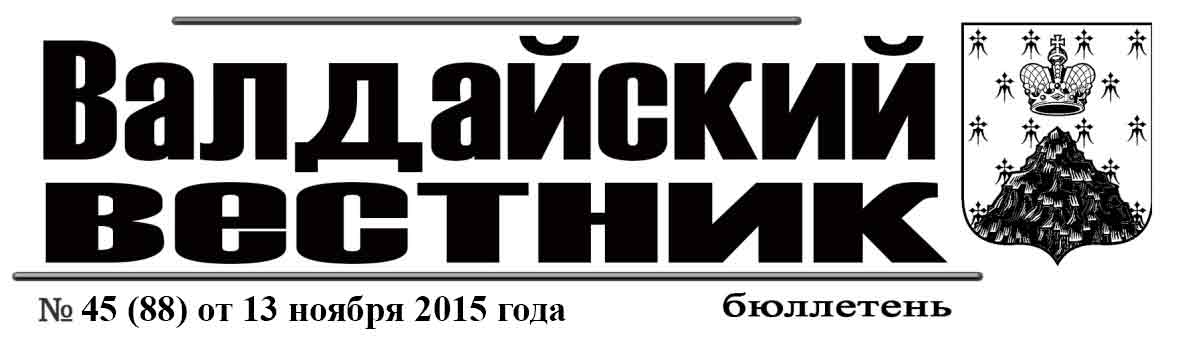 Валдайский
вестник
№ 45 (88) от 13 ноября 2015 года бюллетень